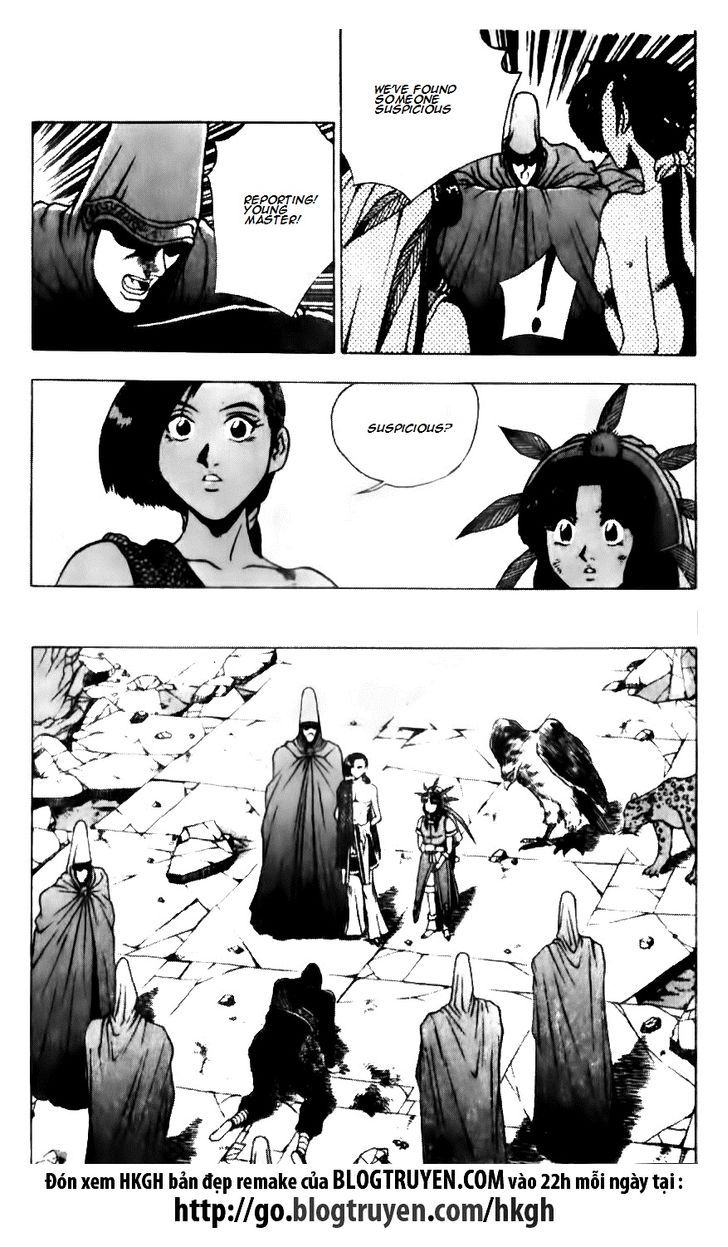 REPORTING!
YOUNG
MASTER!
WE'VE FOUND
SOMEONE
SUSPICIOUS
!
SUSPICIOUS?
Đón xem HKGH bản đẹp remake của BLOGTRUYEN.COM vào 22h mỗi ngày tại :
http://go.blogtruyen.com/hkgh